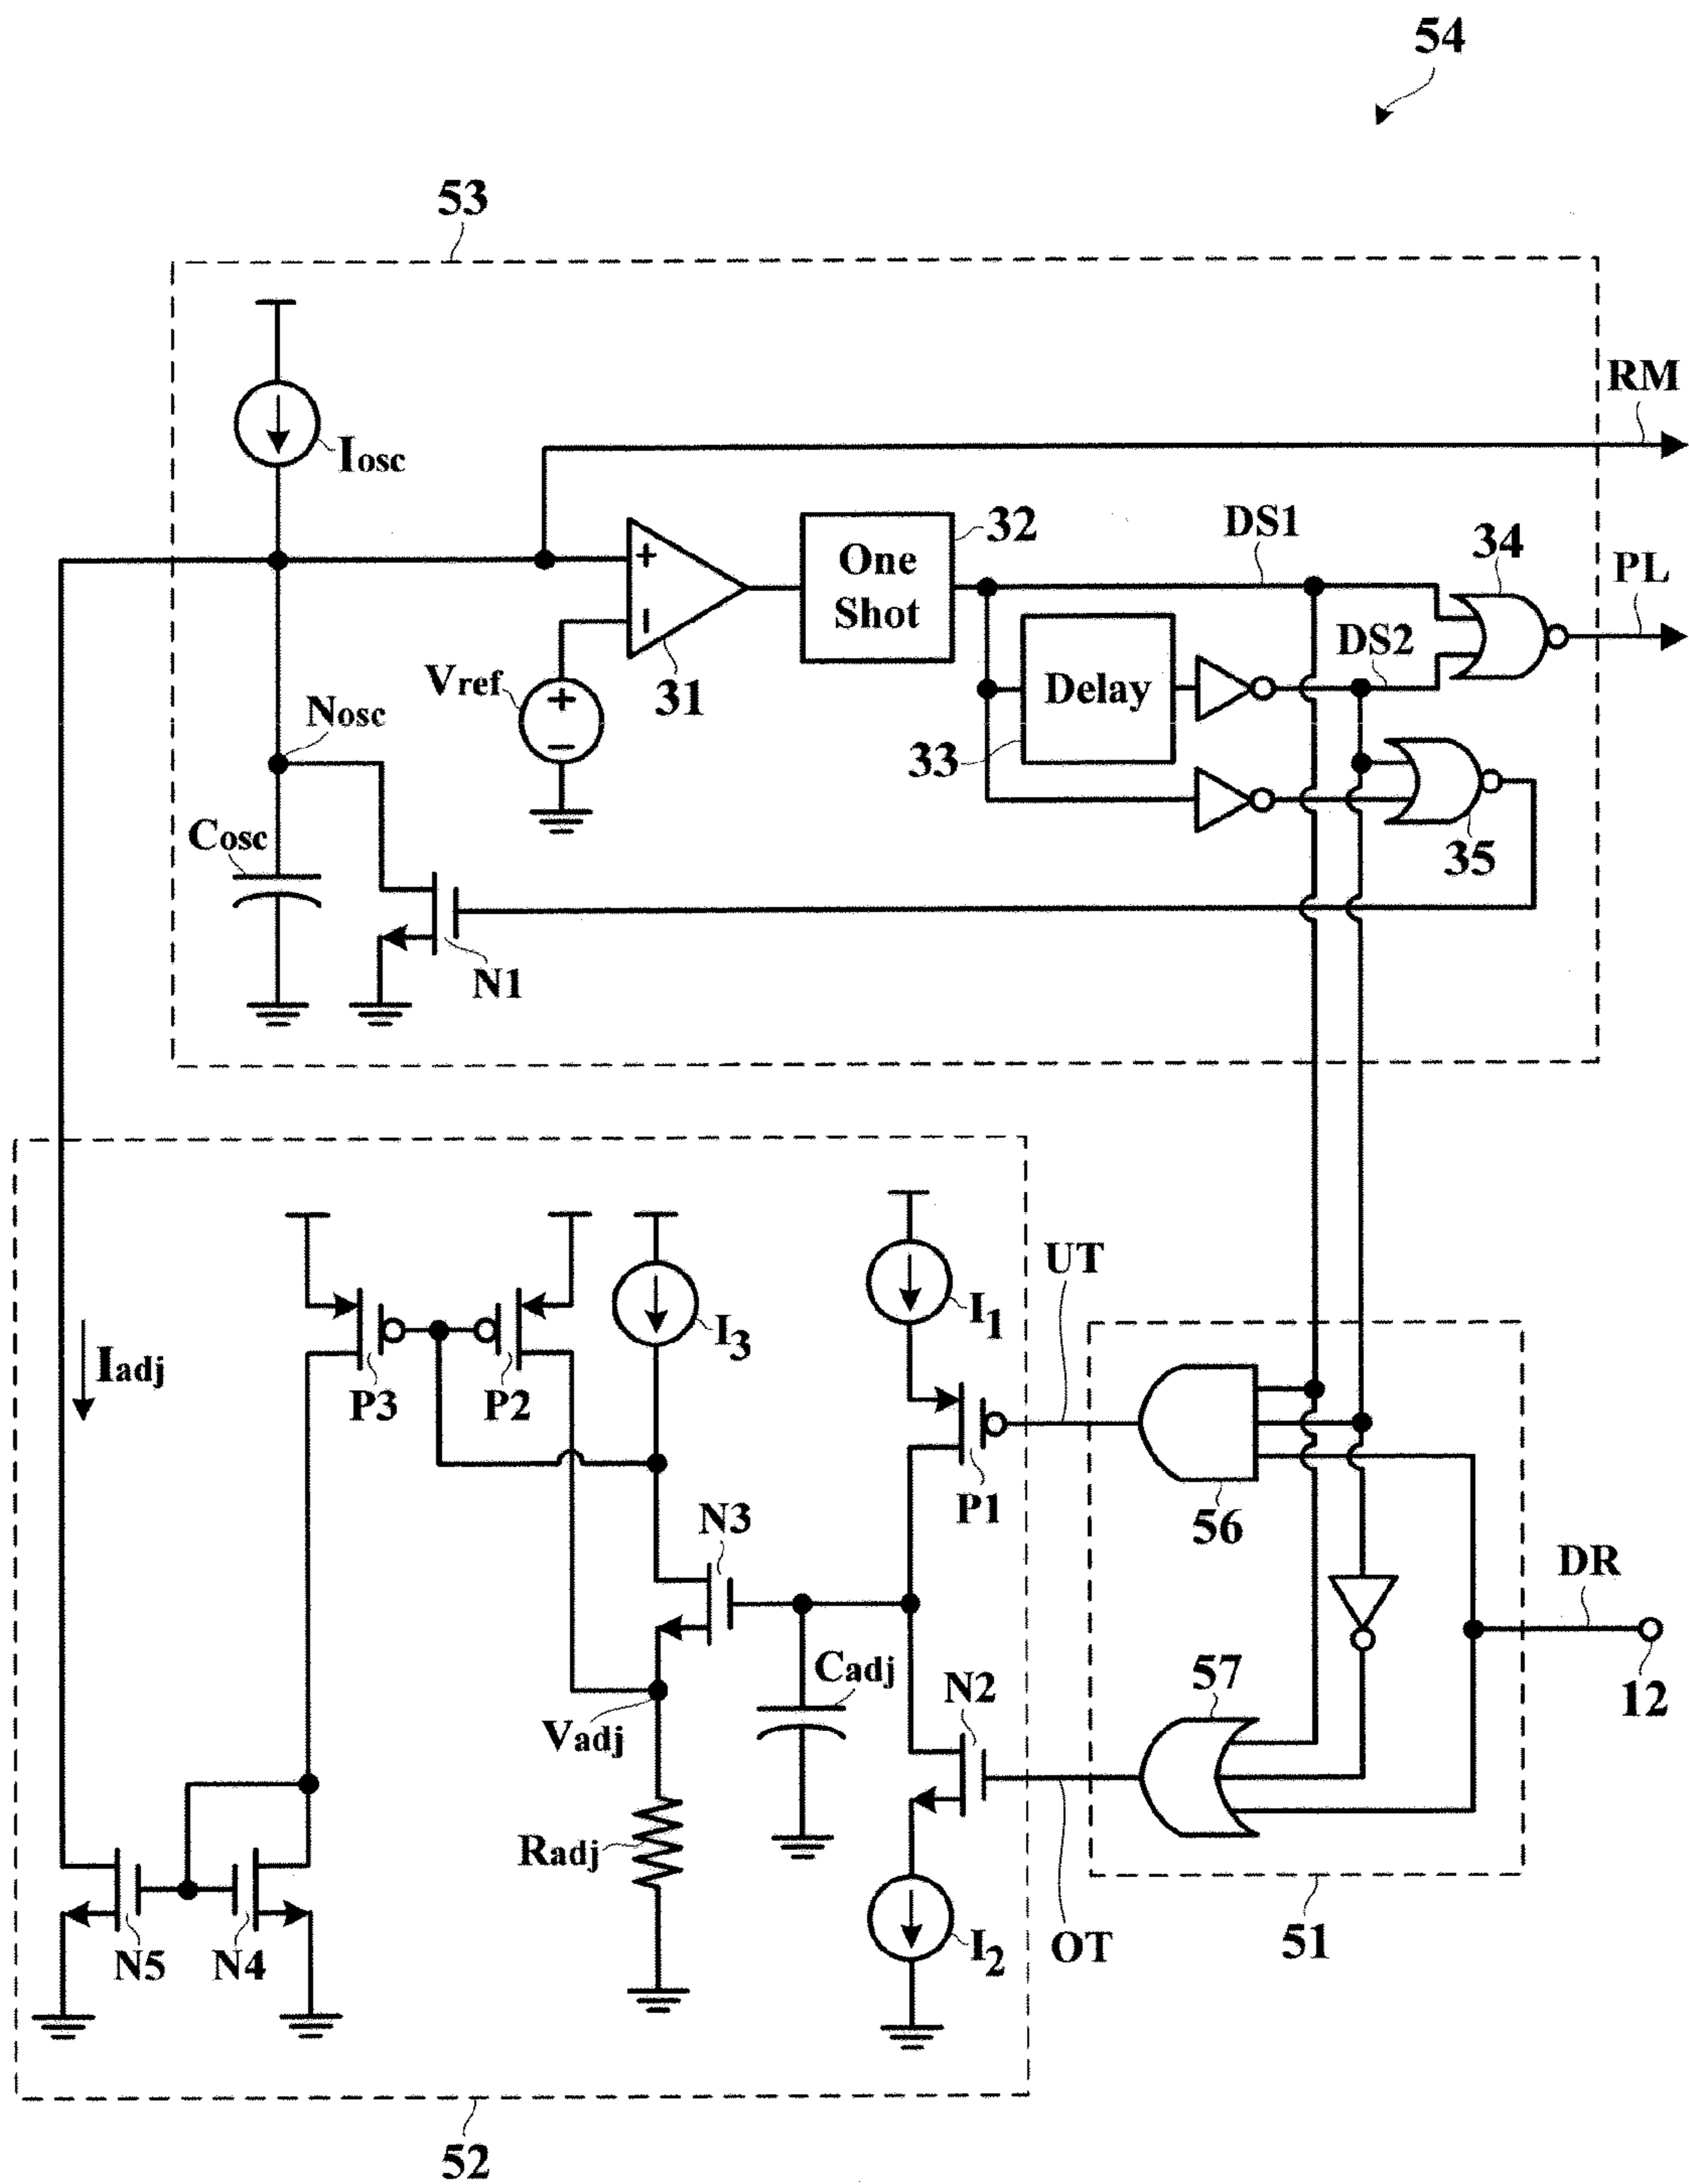 54
53
RM
Iosc
One
Shot
32
DS1
34
PL
+
−
DS2
Vref
+
−
31
Delay
Nosc
33
Cosc
35
N1
UT
I1
Iadj
P3
P2
I3
P1
56
N3
DR
Cadj
57
N2
12
Vadj
Radj
N5
N4
I2
OT
51
52